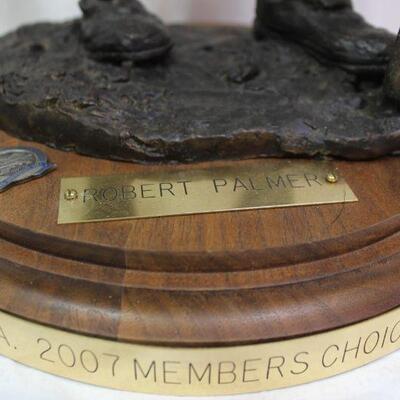 ROBERT PALMER
A. 2007 MEMBERS CHOIC